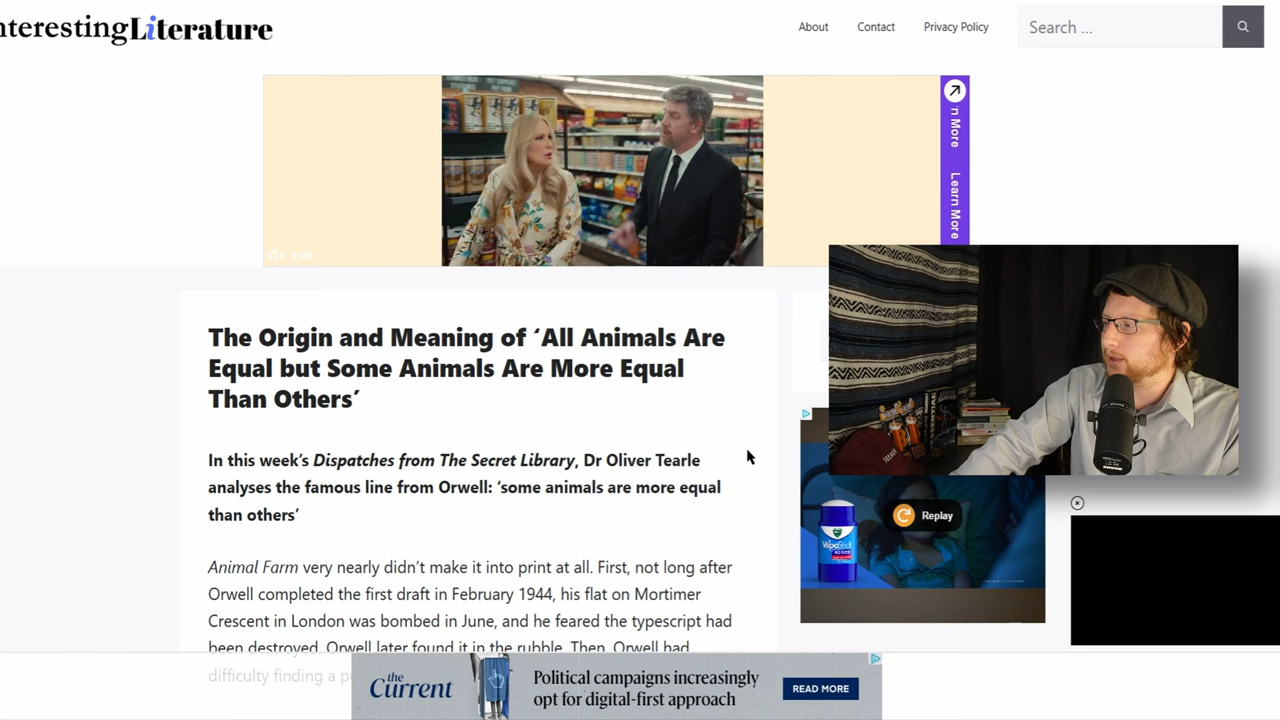 nterestingLiterature
About Contact Privacy Policy Search ...
'n More Learn More
0:09
The Origin and Meaning of ‘All Animals Are
Equal but Some Animals Are More Equal
Than Others’
In this week’s Dispatches from The Secret Library, Dr Oliver Tearle
analyses the famous line from Orwell: ‘some animals are more equal
than others’
Animal Farm very nearly didn’t make it into print at all. First, not long after
Orwell completed the first draft in February 1944, his flat on Mortimer
Crescent in London was bombed in June, and he feared the typescript had
been destroyed. Orwell later found it in the rubble. Then, Orwell had
difficulty finding a p
Replay
the Current
Political campaigns increasingly
opt for digital-first approach
READ MORE